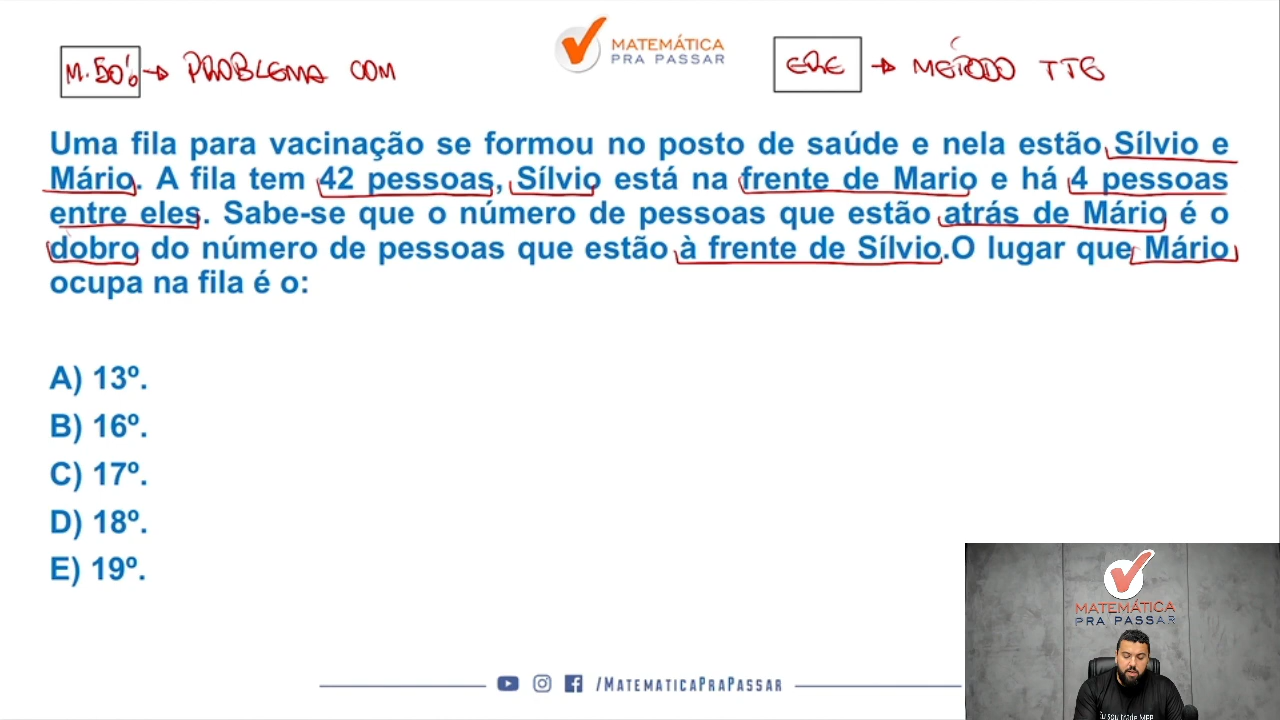 M. 50% → PROBLEMA COM
MATEMÁTICA
PRA PASSAR
→ MÉTODO TTE
Uma fila para vacinação se formou no posto de saúde e nela estão Sílvio e
Mário. A fila tem 42 pessoas, Sílvio está na frente de Mario e há 4 pessoas
entre eles. Sabe-se que o número de pessoas que estão atrás de Mário é o
dobro do número de pessoas que estão à frente de Sílvio.O lugar que Mário
ocupa na fila é o:
A) 13º.
B) 16º.
C) 17º.
D) 18º.
E) 19º.
MATEMÁTICA
PRA PASSAR
/MATEMATICAPRAPASSAR